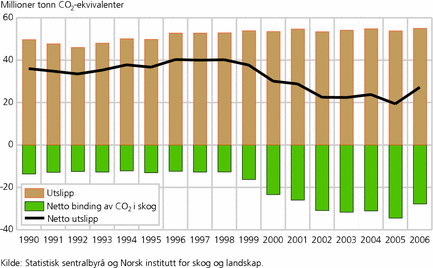 Millioner tonn CO₂-ekvivalenter
60
40
20
0
-20
-40
Utslipp
Netto binding av CO₂ i skog
Netto utslipp
1990 1991 1992 1993 1994 1995 1996 1997 1998 1999 2000 2001 2002 2003 2004 2005 2006
Kilde: Statistisk sentralbyrå og Norsk institutt for skog og landskap.